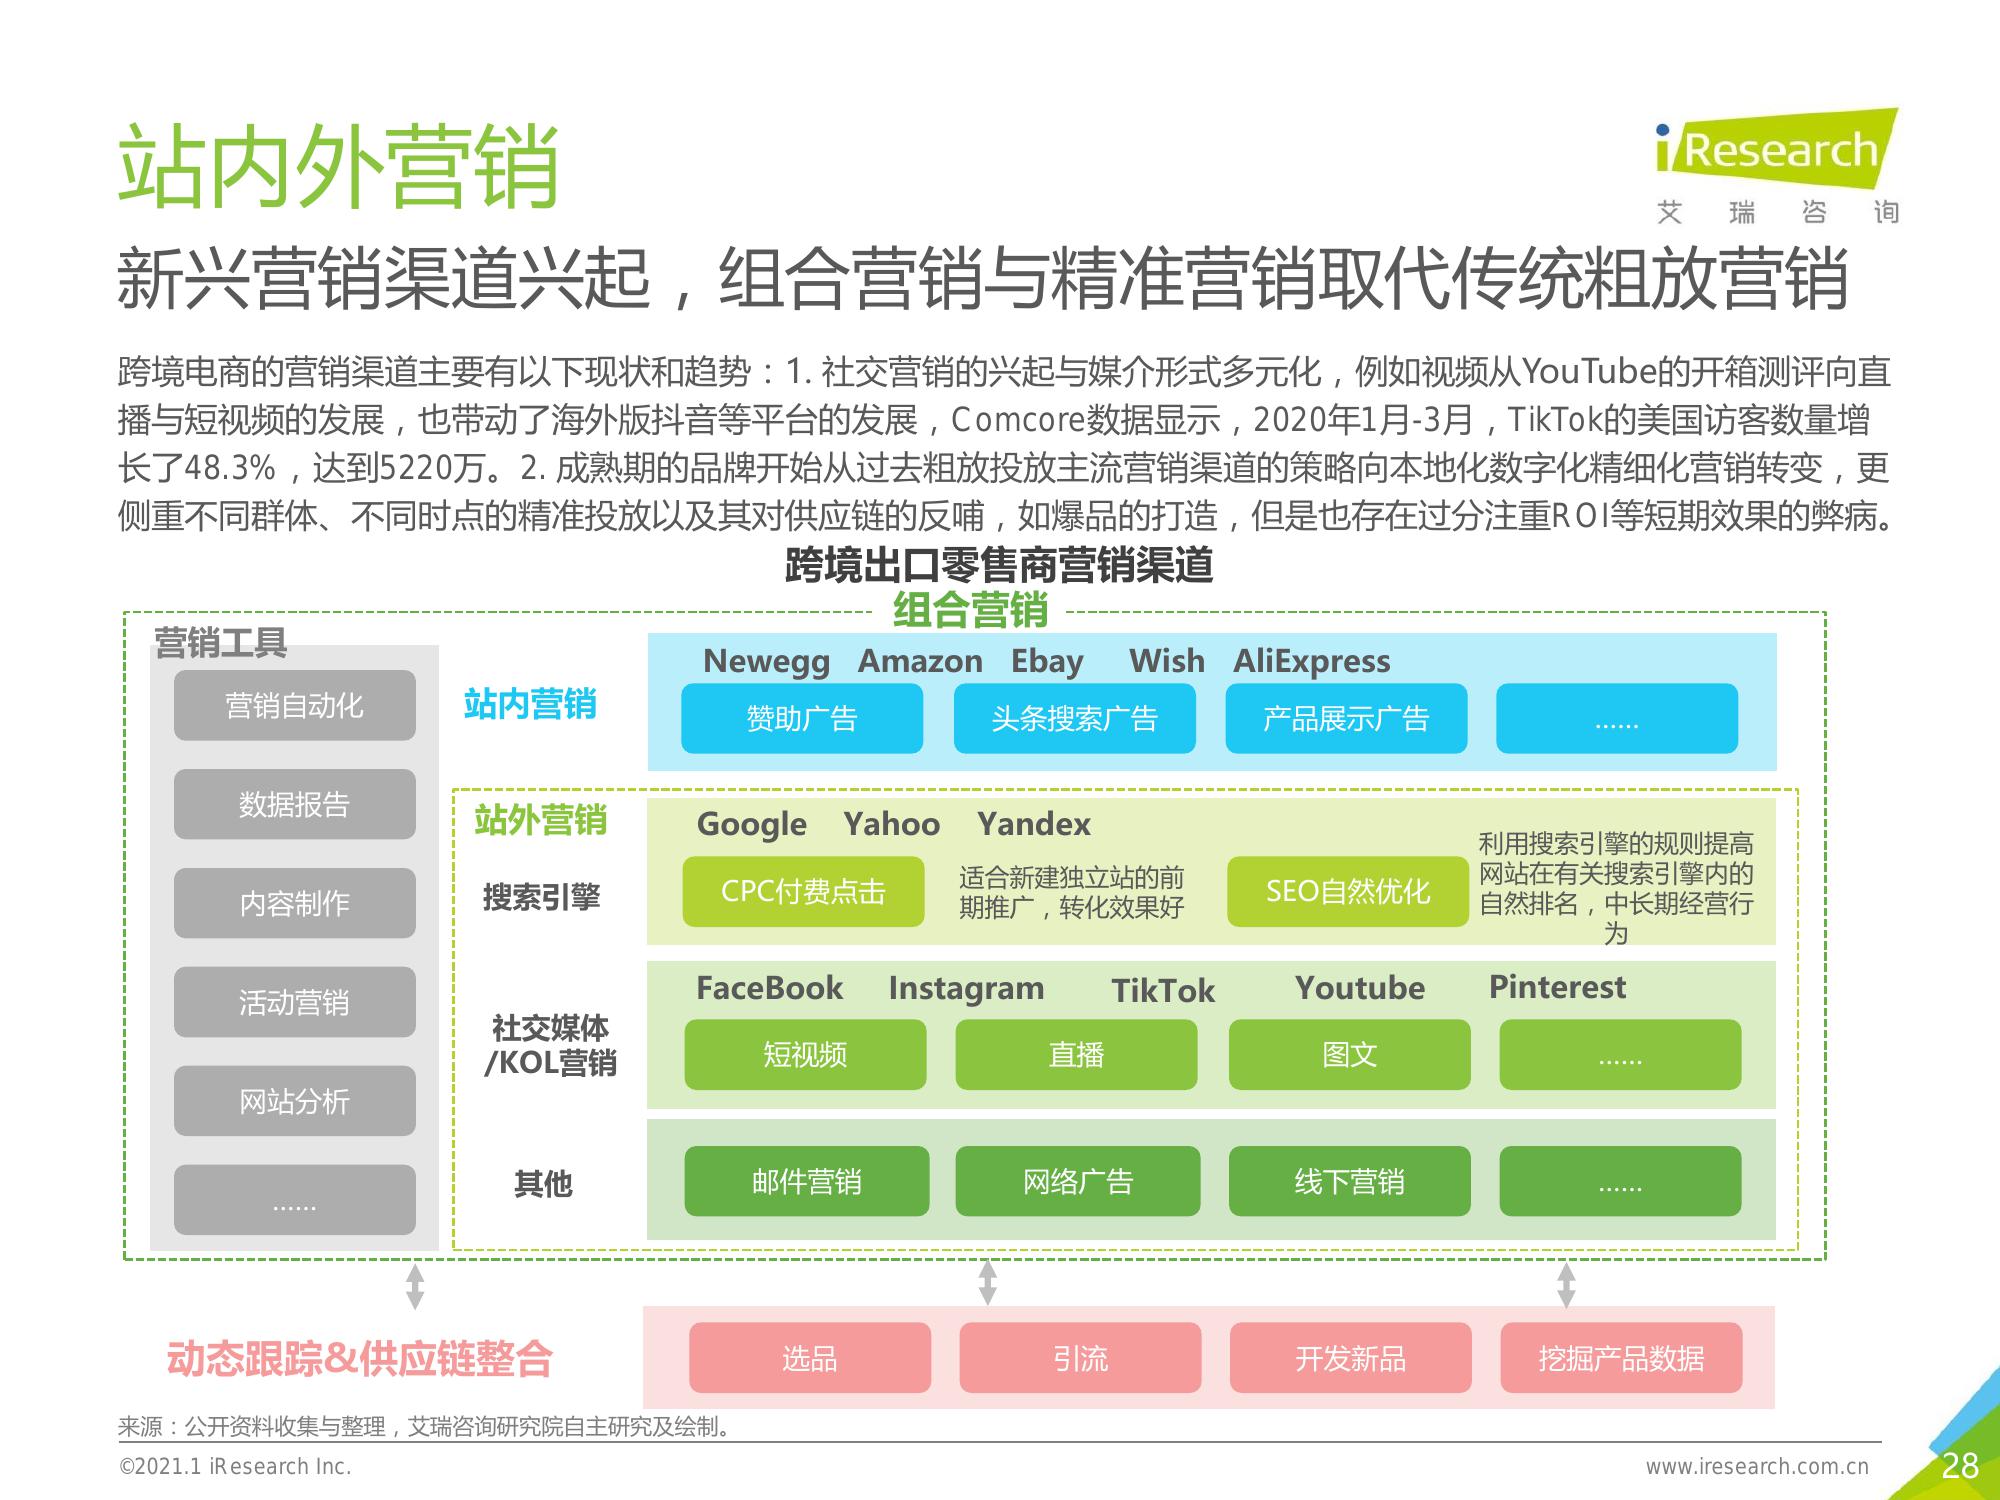 站内外营销
iResearch
艾瑞咨询
新兴营销渠道兴起，组合营销与精准营销取代传统粗放营销
跨境电商的营销渠道主要有以下现状和趋势：1. 社交营销的兴起与媒介形式多元化，例如视频从YouTube的开箱测评向直
播与短视频的发展，也带动了海外版抖音等平台的发展，Comcore数据显示，2020年1月-3月，TikTok的美国访客数量增
长了48.3%，达到5220万。2. 成熟期的品牌开始从过去粗放投放主流营销渠道的策略向本地化数字化精细化营销转变，更
侧重不同群体、不同时点的精准投放以及其对供应链的反哺，如爆品的打造，但是也存在过分注重ROI等短期效果的弊病。
跨境出口零售商营销渠道
组合营销
营销工具
营销自动化
数据报告
内容制作
活动营销
网站分析
......
站内营销
Newegg Amazon Ebay Wish AliExpress
赞助广告 头条搜索广告 产品展示广告 ......
站外营销
搜索引擎
Google Yahoo Yandex
CPC付费点击
适合新建独立站的前
期推广，转化效果好
SEO自然优化
利用搜索引擎的规则提高
网站在有关搜索引擎内的
自然排名，中长期经营行
为
社交媒体
/KOL营销
FaceBook Instagram TikTok Youtube Pinterest
短视频 直播 图文 ......
其他
邮件营销 网络广告 线下营销 ......
动态跟踪&供应链整合
选品 引流 开发新品 挖掘产品数据
来源：公开资料收集与整理，艾瑞咨询研究院自主研究及绘制。
©2021.1 iResearch Inc.
www.iresearch.com.cn
28